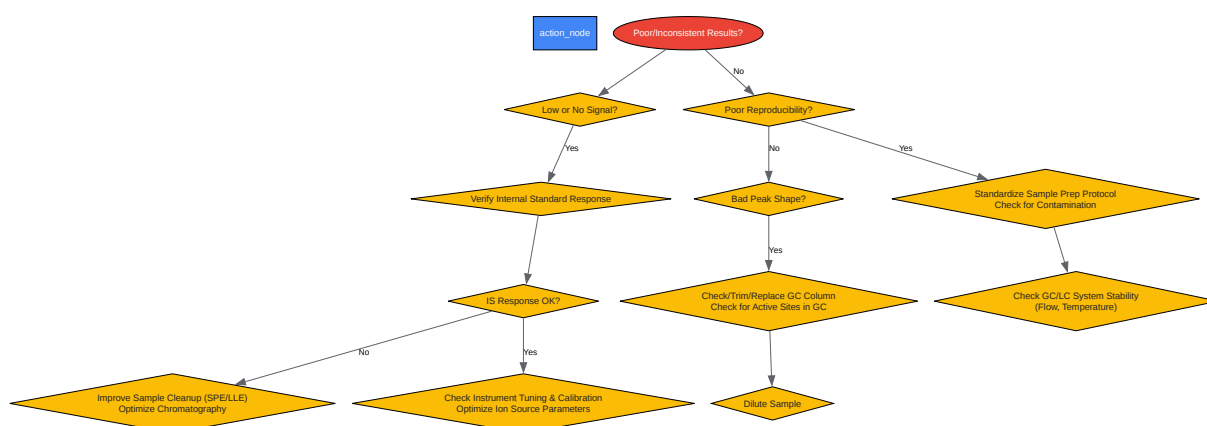 action_node
Poor/Inconsistent Results?
No
Low or No Signal?
Poor Reproducibility?
Yes
No
Yes
Verify Internal Standard Response
Bad Peak Shape?
Standardize Sample Prep Protocol
Check for Contamination
Yes
IS Response OK?
Check/Trim/Replace GC Column
Check for Active Sites in GC
Check GC/LC System Stability
(Flow, Temperature)
No
Yes
Improve Sample Cleanup (SPE/LLE)
Optimize Chromatography
Check Instrument Tuning & Calibration
Optimize Ion Source Parameters
Dilute Sample